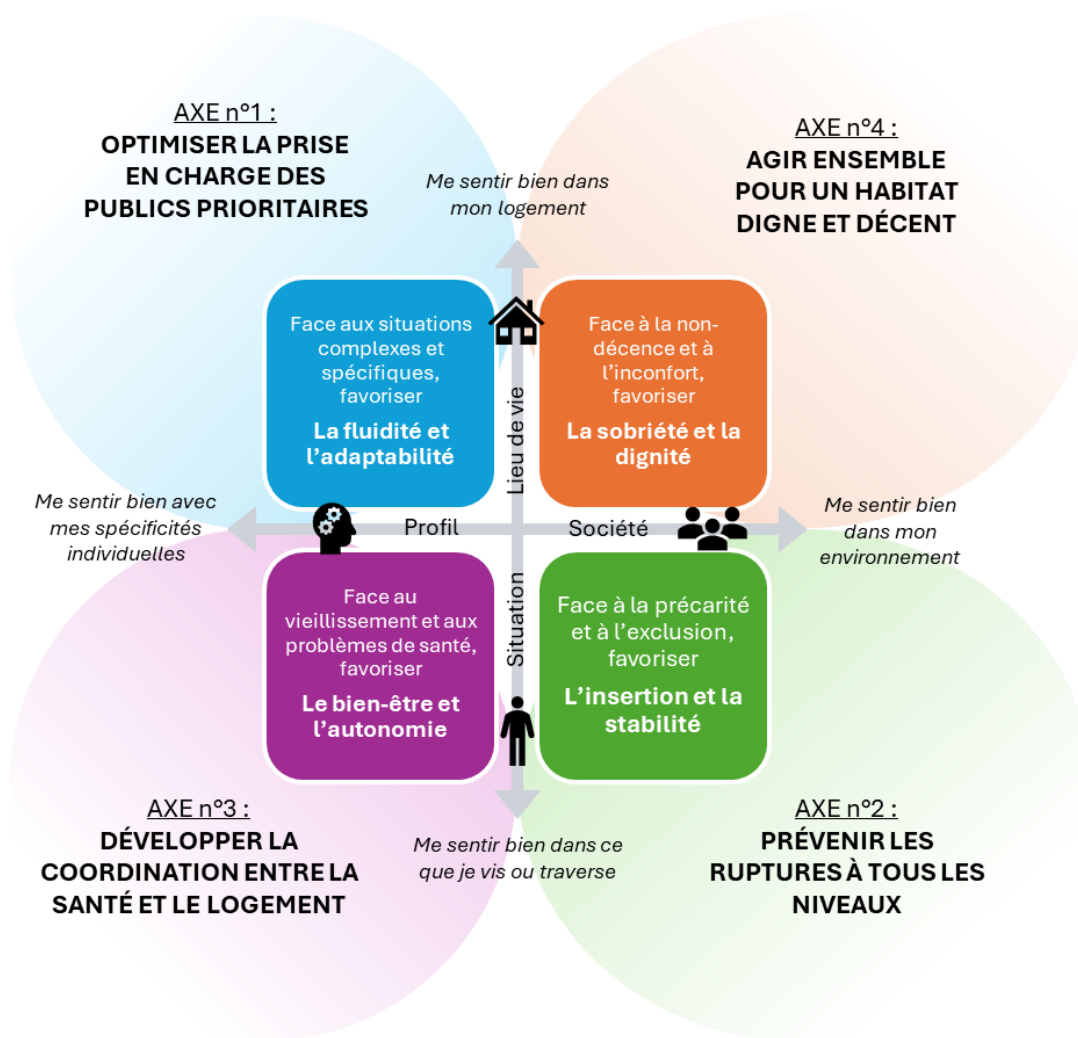 AXE n°1 :
OPTIMISER LA PRISE
EN CHARGE DES
PUBLICS PRIORITAIRES
AXE n°4 :
AGIR ENSEMBLE
POUR UN HABITAT
DIGNE ET DÉCENT
Me sentir bien dans
mon logement
Face aux situations
complexes et
spécifiques,
favoriser
La fluidité et
l’adaptabilité
Lieu de vie
Face à la non-
décence et à
l’inconfort,
favoriser
La sobriété et la
dignité
Me sentir bien avec
mes spécificités
individuelles
Profil
Société
Me sentir bien
dans mon
environnement
Face au
vieillissement et aux
problèmes de santé,
favoriser
Le bien-être et
l’autonomie
Situation
Face à la précarité
et à l’exclusion,
favoriser
L’insertion et la
stabilité
AXE n°3 :
DÉVELOPPER LA
COORDINATION ENTRE LA
SANTÉ ET LE LOGEMENT
Me sentir bien dans ce
que je vis ou traverse
AXE n°2 :
PRÉVENIR LES
RUPTURES À TOUS LES
NIVEAUX